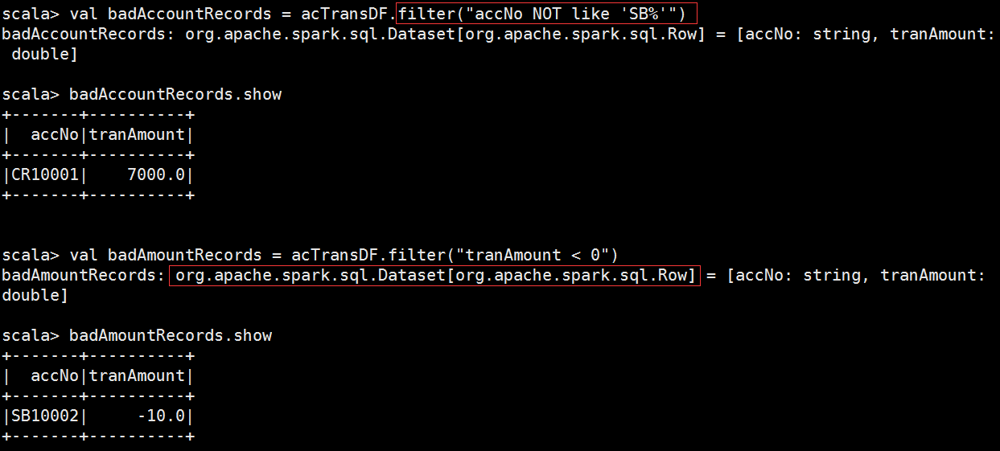 scala> val badAccountRecords = acTransDF.filter("accNo NOT like 'SB%'")
badAccountRecords: org.apache.spark.sql.Dataset[org.apache.spark.sql.Row] = [accNo: string, tranAmount:
 double]
scala> badAccountRecords.show
+-------+----------+
|  accNo|tranAmount|
+-------+----------+
|CR10001|    7000.0|
+-------+----------+
scala> val badAmountRecords = acTransDF.filter("tranAmount < 0")
badAmountRecords: org.apache.spark.sql.Dataset[org.apache.spark.sql.Row] = [accNo: string, tranAmount:
double]
scala> badAmountRecords.show
+-------+----------+
|  accNo|tranAmount|
+-------+----------+
|SB10002|     -10.0|
+-------+----------+